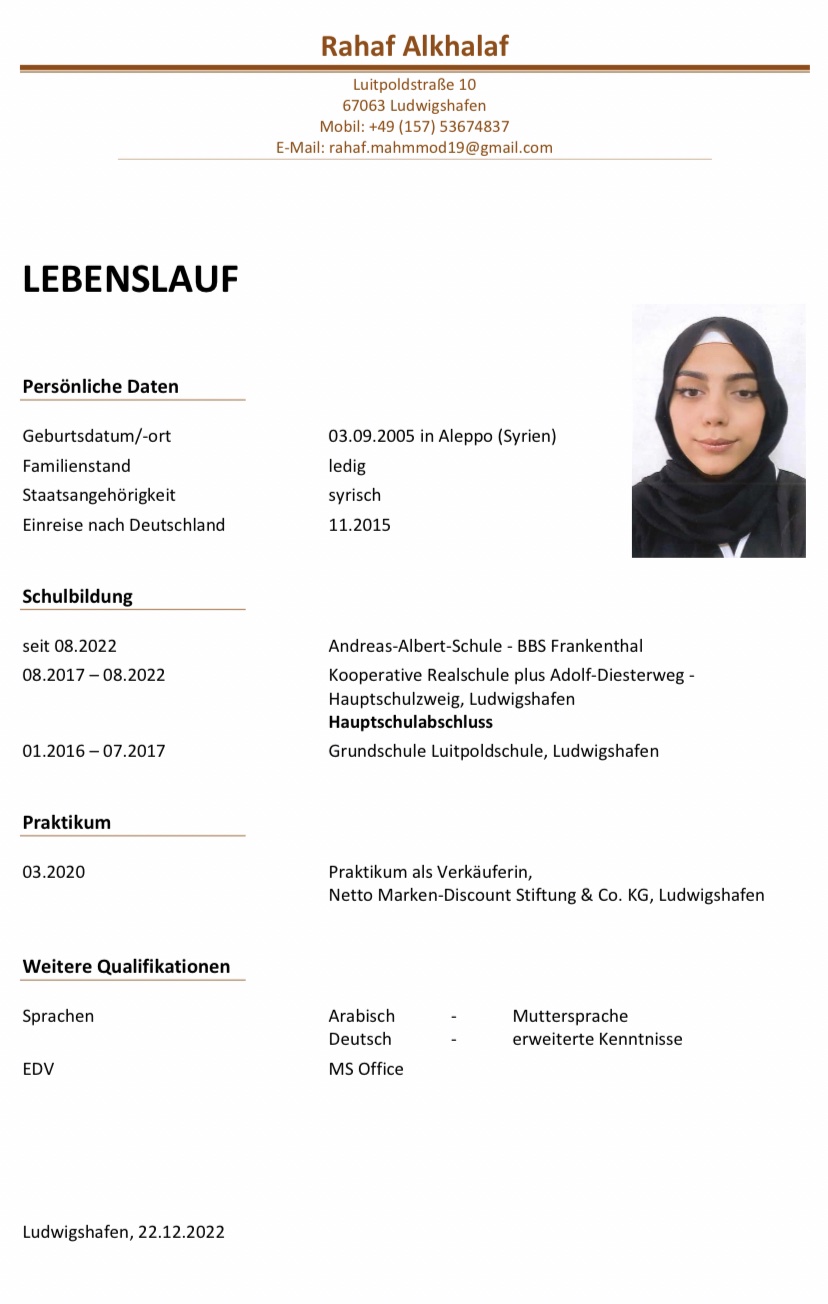 Rahaf Alkhalaf
Luitpoldstraße 10
67063 Ludwigshafen
Mobil: +49 (157) 53674837
E-Mail: rahaf.mahmmod19@gmail.com
LEBENSLAUF
Persönliche Daten
Geburtsdatum/-ort 03.09.2005 in Aleppo (Syrien)
Familienstand ledig
Staatsangehörigkeit syrisch
Einreise nach Deutschland 11.2015
Schulbildung
seit 08.2022 Andreas-Albert-Schule - BBS Frankenthal
08.2017 – 08.2022 Kooperative Realschule plus Adolf-Diesterweg -
Hauptschulzweig, Ludwigshafen
Hauptschulabschluss
01.2016 – 07.2017 Grundschule Luitpoldschule, Ludwigshafen
Praktikum
03.2020 Praktikum als Verkäuferin,
Netto Marken-Discount Stiftung & Co. KG, Ludwigshafen
Weitere Qualifikationen
Sprachen Arabisch - Muttersprache
Deutsch - erweiterte Kenntnisse
EDV MS Office
Ludwigshafen, 22.12.2022